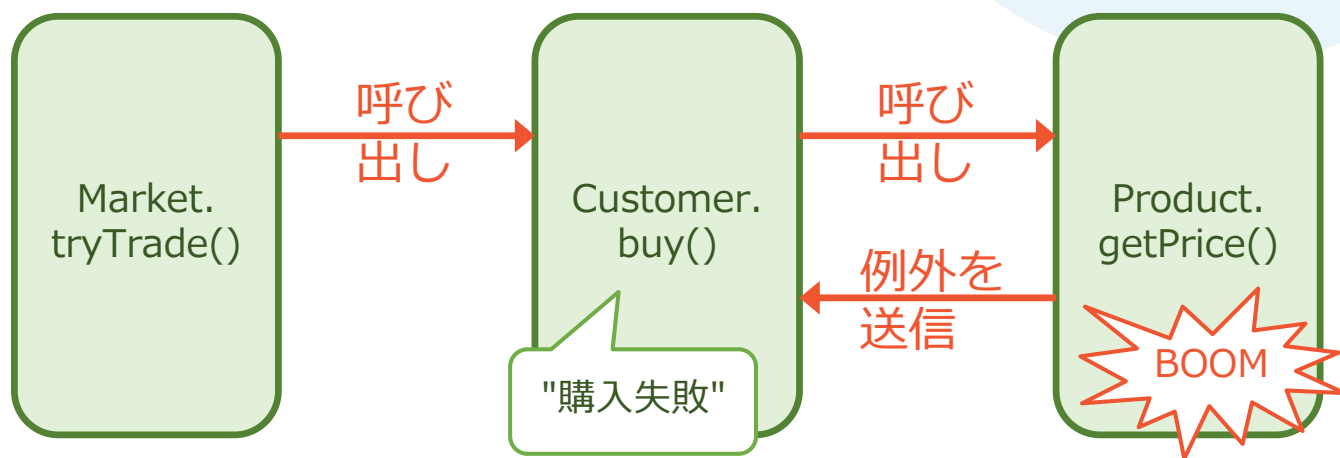 Market.
tryTrade()
呼び
出し
Customer.
buy()
"購入失敗"
呼び
出し
例外を
送信
Product.
getPrice()
BOOM